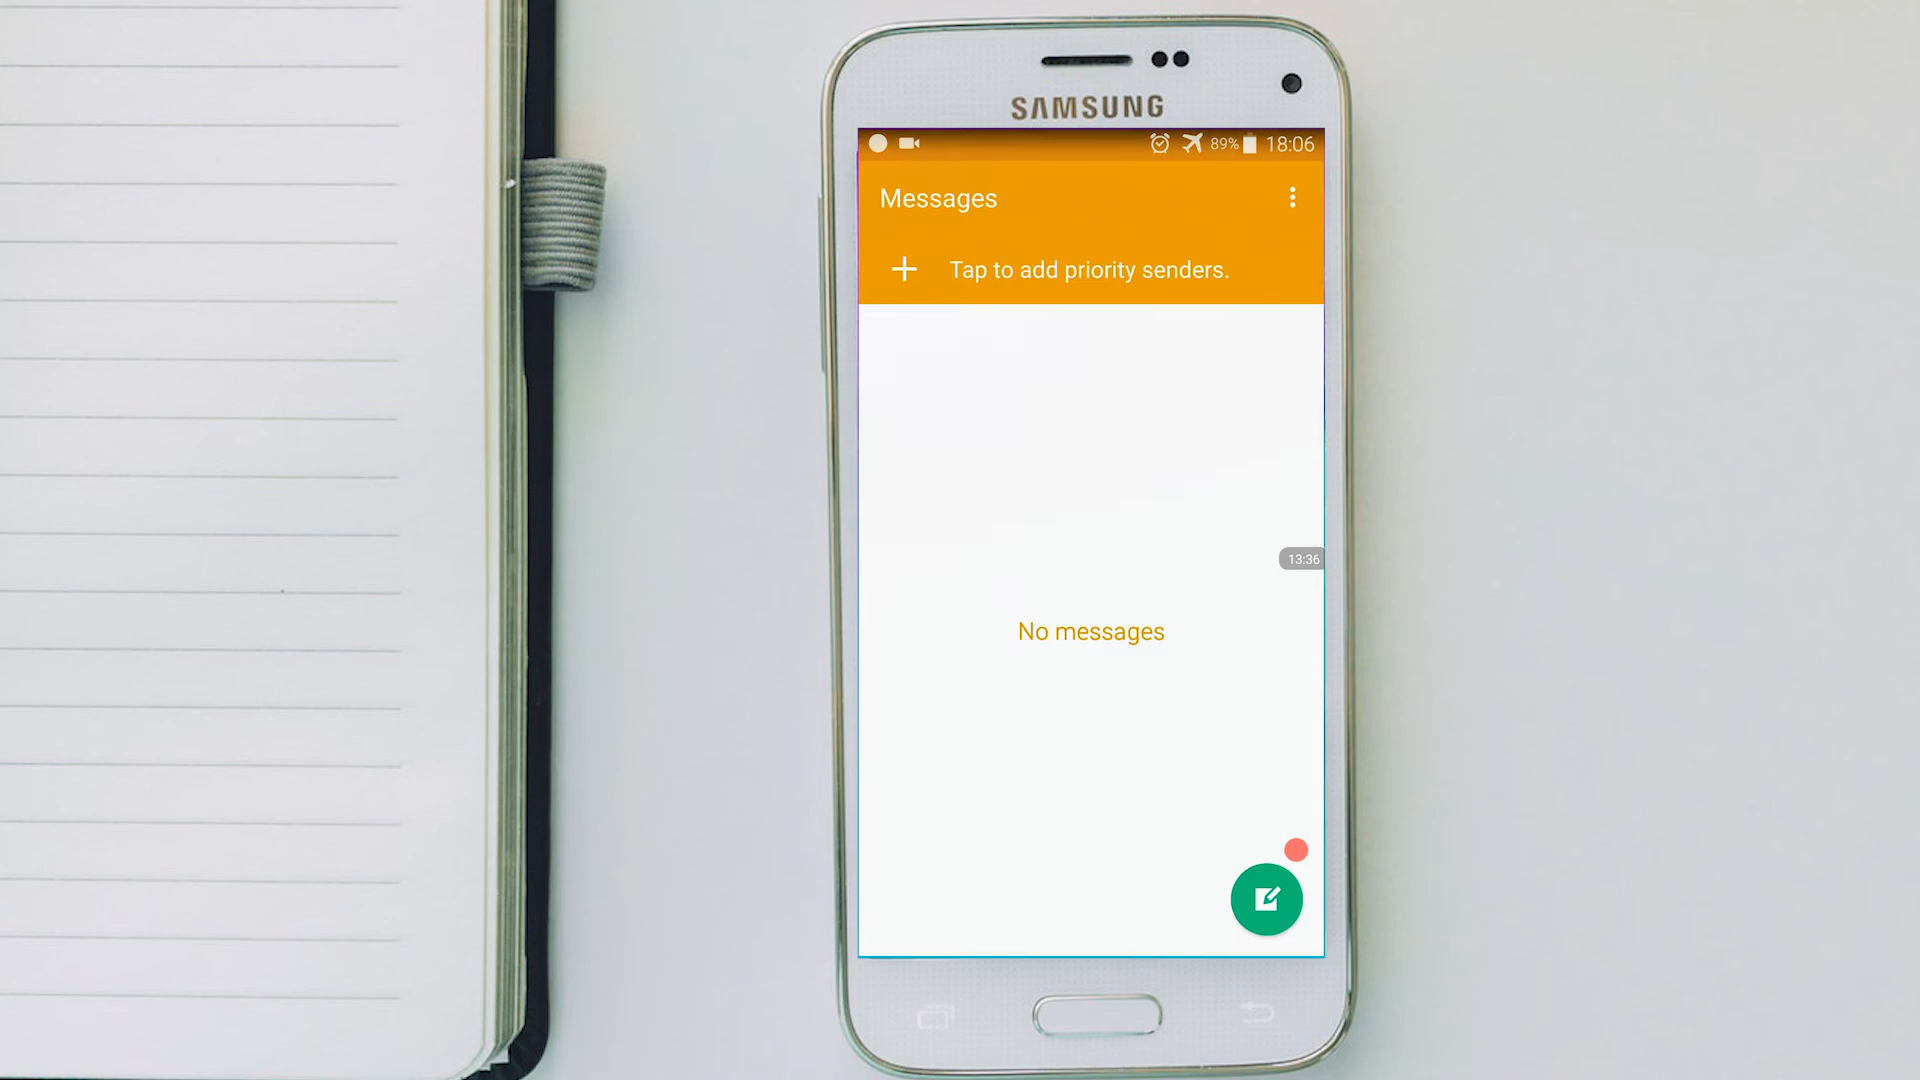 SAMSUNG
89% 18:06
Messages
Tap to add priority senders.
13:36
No messages